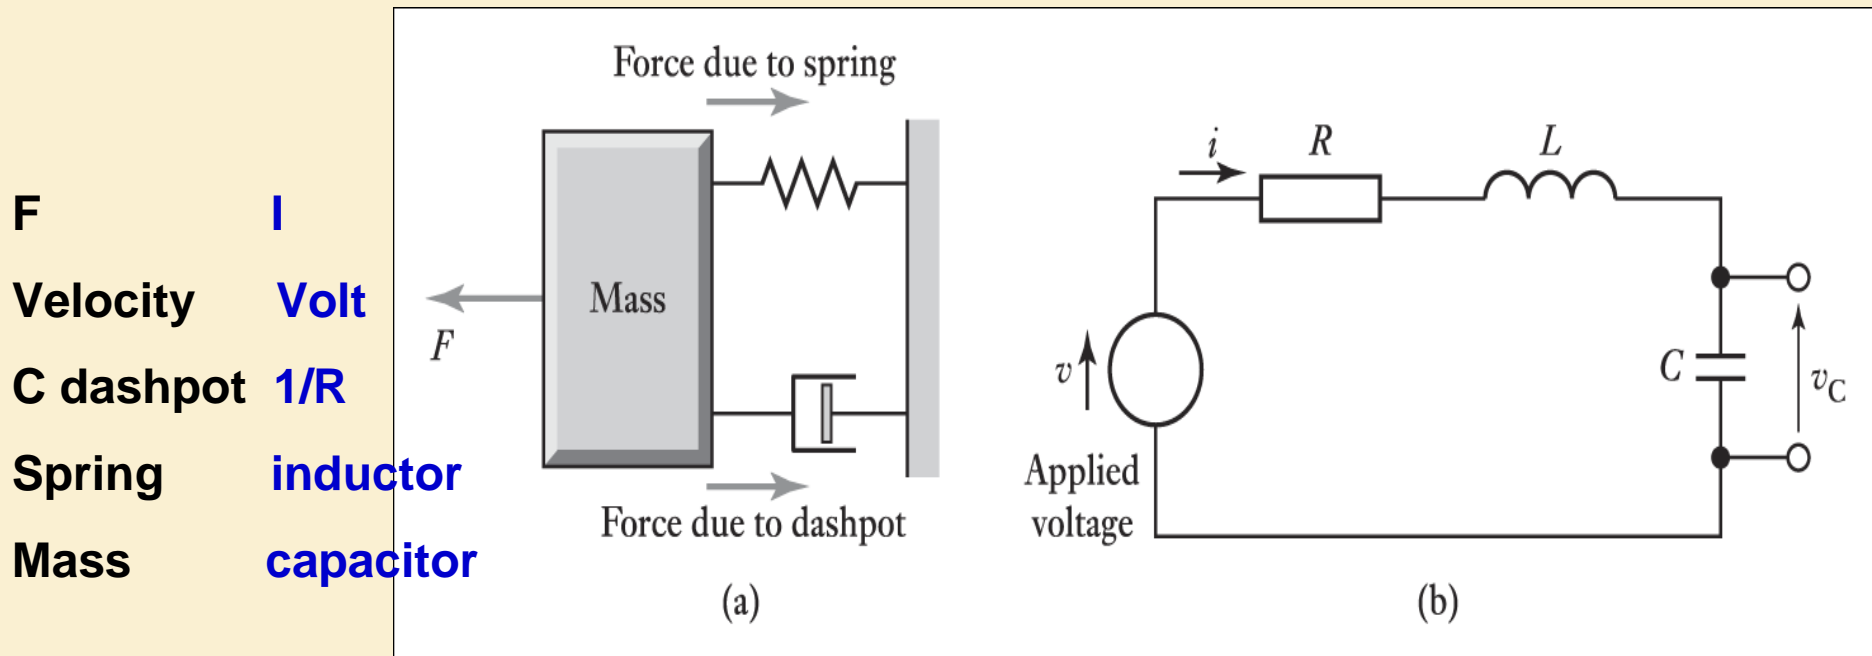 F I
Velocity Volt
C dashpot 1/R
Spring inductor
Mass capacitor
Force due to spring
Mass
F
Force due to dashpot
(a)
i R L
v
C
vC
Applied
voltage
(b)